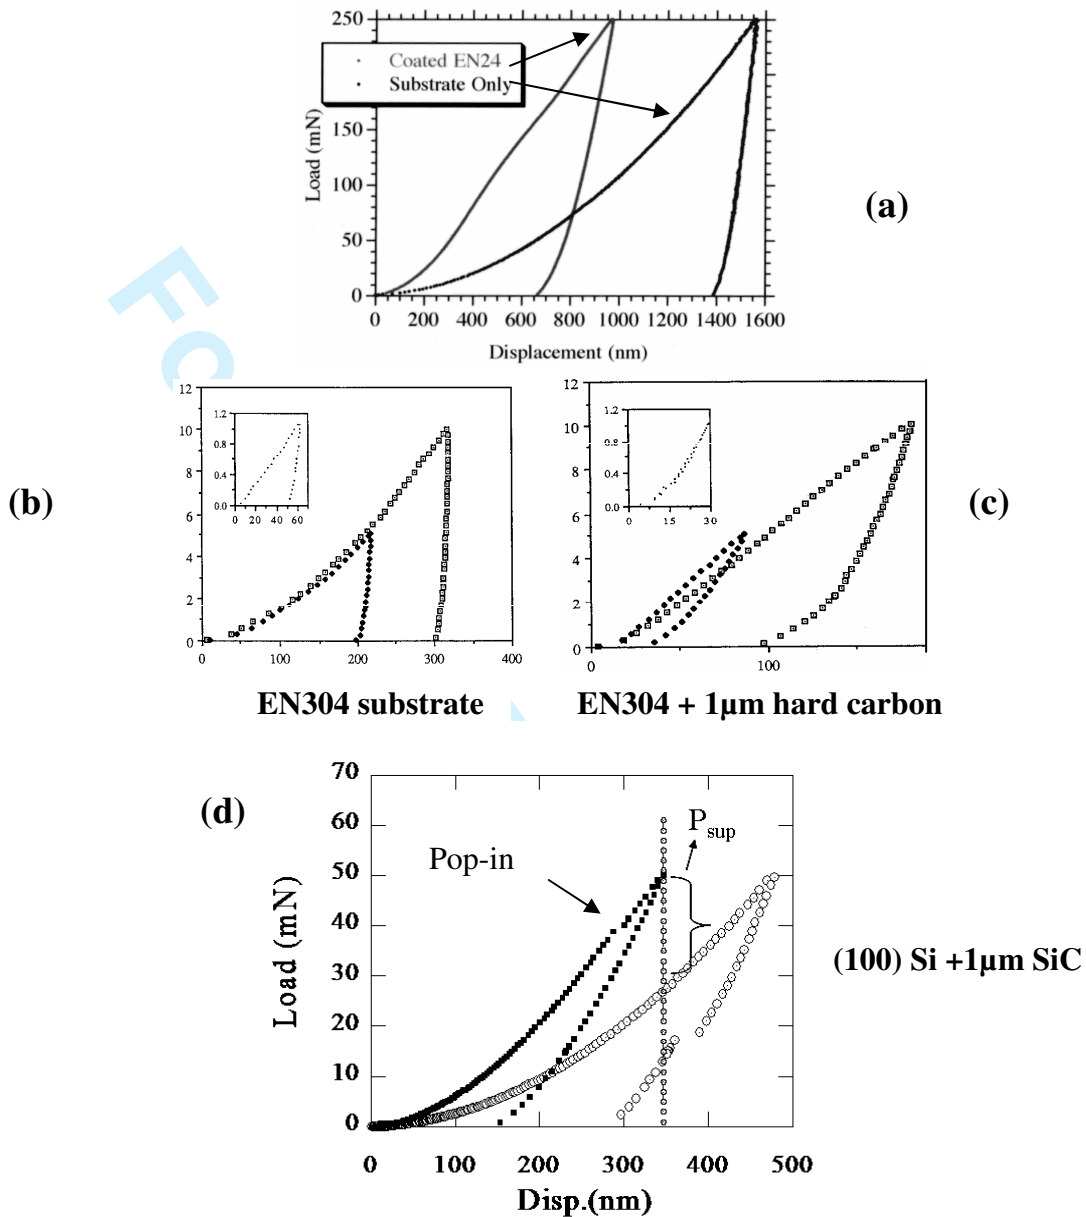 250
Coated EN24
Substrate Only
150
100
50
0
Load (mN)
0 200 400 600 800 1000 1200 1400 1600
Displacement (nm)
(a)
Fo
(b)
12
10
8
6
4
2
0
1.2
0.8
0.4
0.0
0 20 40 60
0 100 200 300 400
EN304 substrate
12
10
8
6
4
2
0
1.2
0.8
0.4
0.0
0 15 30
0 100
(c)
EN304 + 1µm hard carbon
(d)
70
60
50
40
30
20
10
0
Load (mN)
Pop-in
P sup
0 100 200 300 400 500
Disp.(nm)
(100) Si +1µm SiC